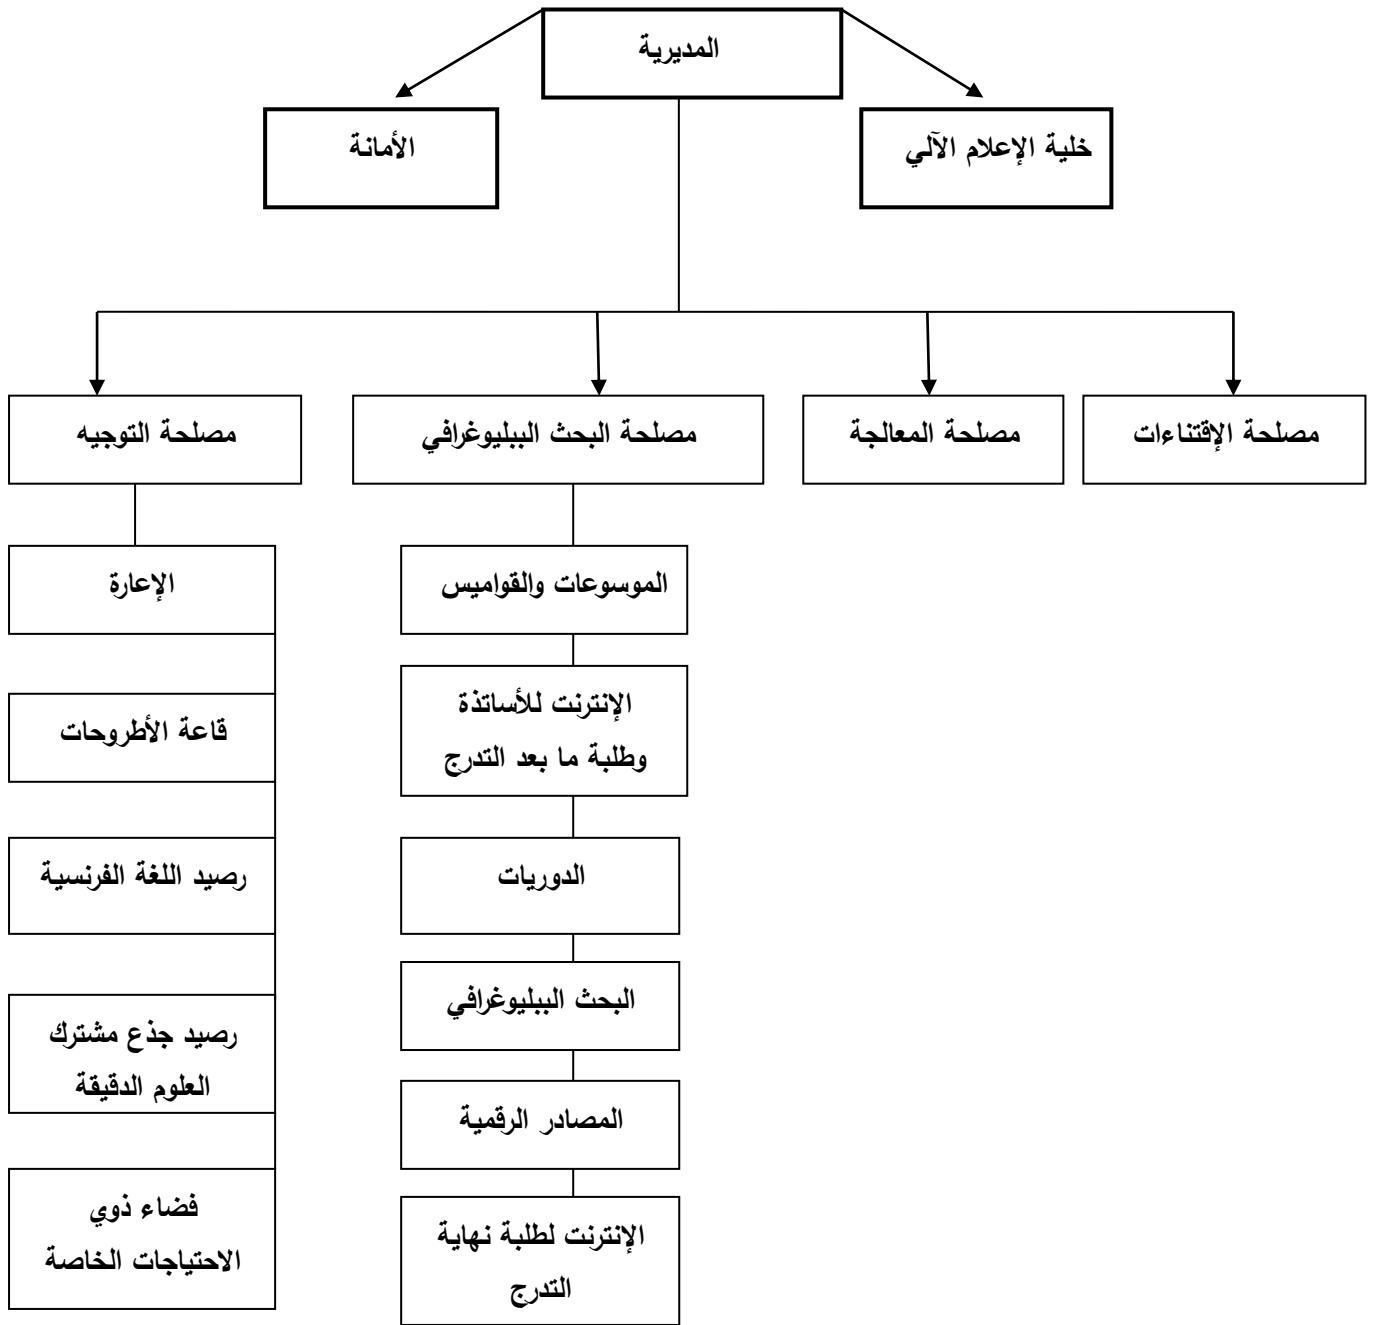 المديرية
خلية الإعلام الآلي
الأمانة
مصلحة الإقتناءات
مصلحة المعالجة
مصلحة البحث الببليوغرافي
مصلحة التوجيه
الموسوعات والقواميس
الإنترنت للأساتذة
وطلبة ما بعد التدرج
الدوريات
البحث الببليوغرافي
المصادر الرقمية
الإنترنت لطلبة نهاية
التدرج
الإعارة
قاعة الأطروحات
رصيد اللغة الفرنسية
رصيد جذع مشترك
العلوم الدقيقة
فضاء ذوي
الاحتياجات الخاصة